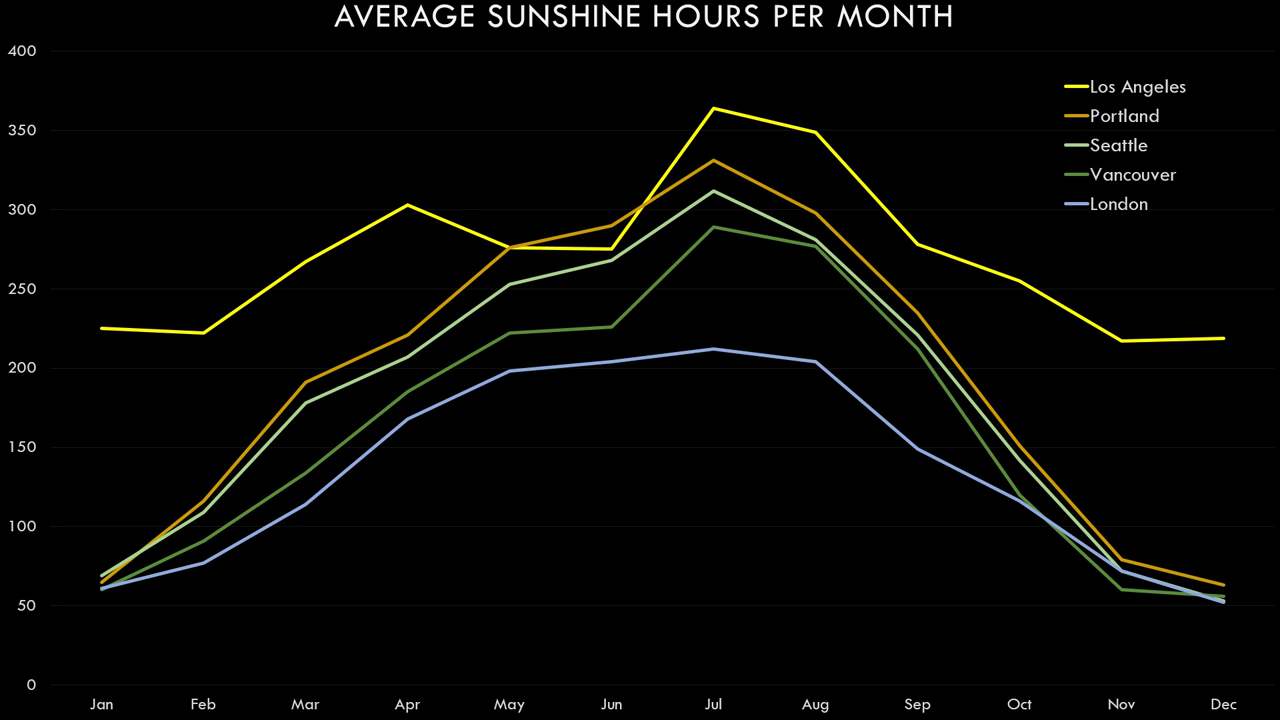 AVERAGE SUNSHINE HOURS PER MONTH
400
350
300
250
200
150
100
50
0
Los Angeles
Portland
Seattle
Vancouver
London
Jan Feb Mar Apr May Jun Jul Aug Sep Oct Nov Dec